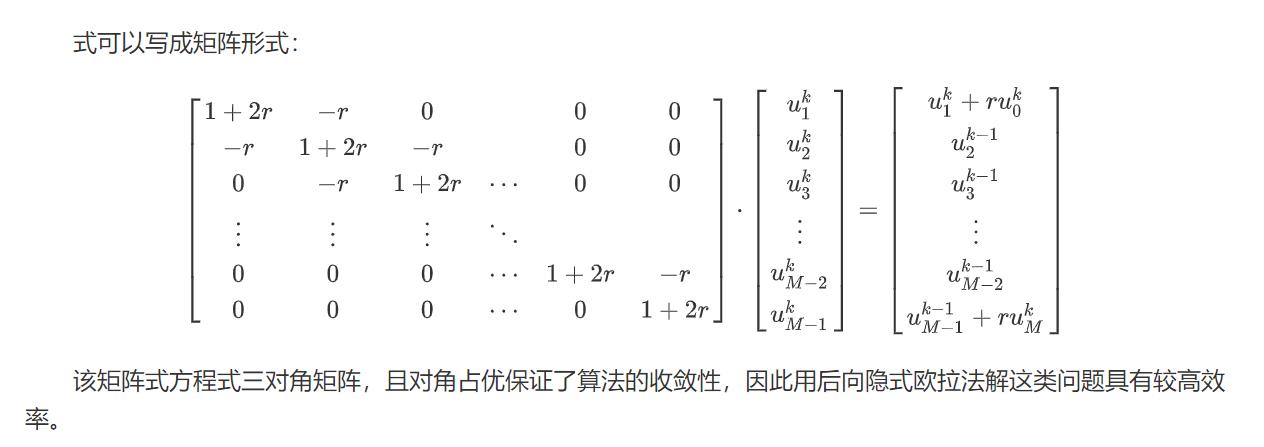 式可以写成矩阵形式：
\begin{bmatrix} 1+2r & -r & 0 & & 0 & 0 \\ -r & 1+2r & -r & & 0 & 0 \\ 0 & -r & 1+2r & \cdots & 0 & 0 \\ \vdots & \vdots & \vdots & \ddots & & \\ 0 & 0 & 0 & \cdots & 1+2r & -r \\ 0 & 0 & 0 & \cdots & 0 & 1+2r \end{bmatrix} \cdot \begin{bmatrix} u_1^k \\ u_2^k \\ u_3^k \\ \vdots \\ u_{M-2}^k \\ u_{M-1}^k \end{bmatrix} = \begin{bmatrix} u_1^k + ru_0^k \\ u_2^{k-1} \\ u_3^{k-1} \\ \vdots \\ u_{M-2}^{k-1} \\ u_{M-1}^{k-1} + ru_M^k \end{bmatrix}
该矩阵式方程式三对角矩阵，且对角占优保证了算法的收敛性，因此用后向隐式欧拉法解这类问题具有较高效
率。